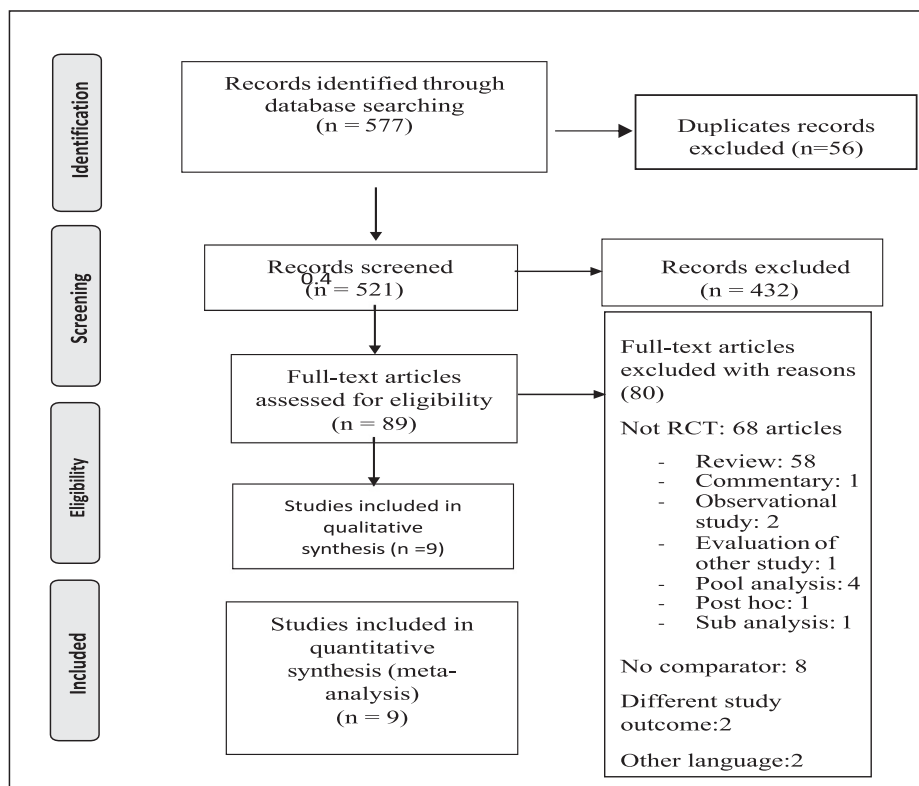 Identification
Records identified through
database searching
(n = 577)
Duplicates records
excluded (n=56)
Screening
Records screened
0.4
(n = 521)
Records excluded
(n = 432)
Full-text articles
assessed for eligibility
(n = 89)
Full-text articles
excluded with reasons
(80)
Not RCT: 68 articles
- Review: 58
- Commentary: 1
- Observational
study: 2
- Evaluation of
other study: 1
- Pool analysis: 4
- Post hoc: 1
- Sub analysis: 1
No comparator: 8
Different study
outcome:2
Other language:2
Eligibility
Studies included in
qualitative
synthesis (n =9)
Included
Studies included in
quantitative
synthesis (meta-
analysis)
(n = 9)